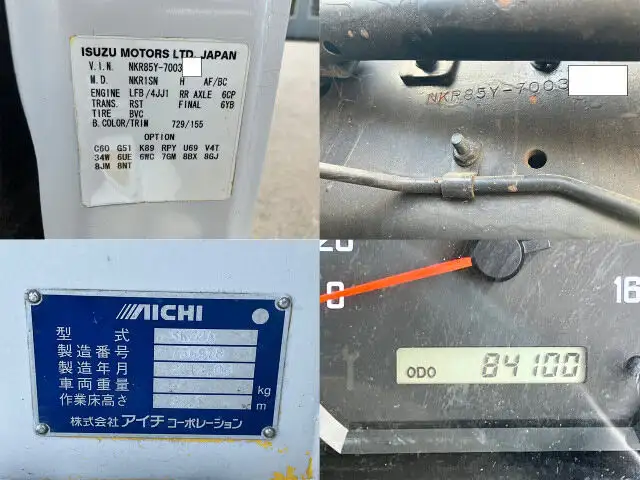 ISUZU MOTORS LTD. JAPAN
V.I.N. NKR85Y-7003
M.D. NKR1SN H AF/BC
ENGINE LFB/4JJ1 RR AXLE 6CP
TRANS. RST FINAL 6YB
TIRE BVC
B.COLOR/TRIM 729/155
OPTION
C60 G51 K89 RPY U69 V4T
34W 6UE 6WC 7GM 8BX 8GJ
8JM 8NT
NKR85Y-7003
AICHI
型式
製造番号
製造年月
車両重量 kg
作業床高さ m
株式会社アイチコーポレーション
20
0
16
ODO 84100